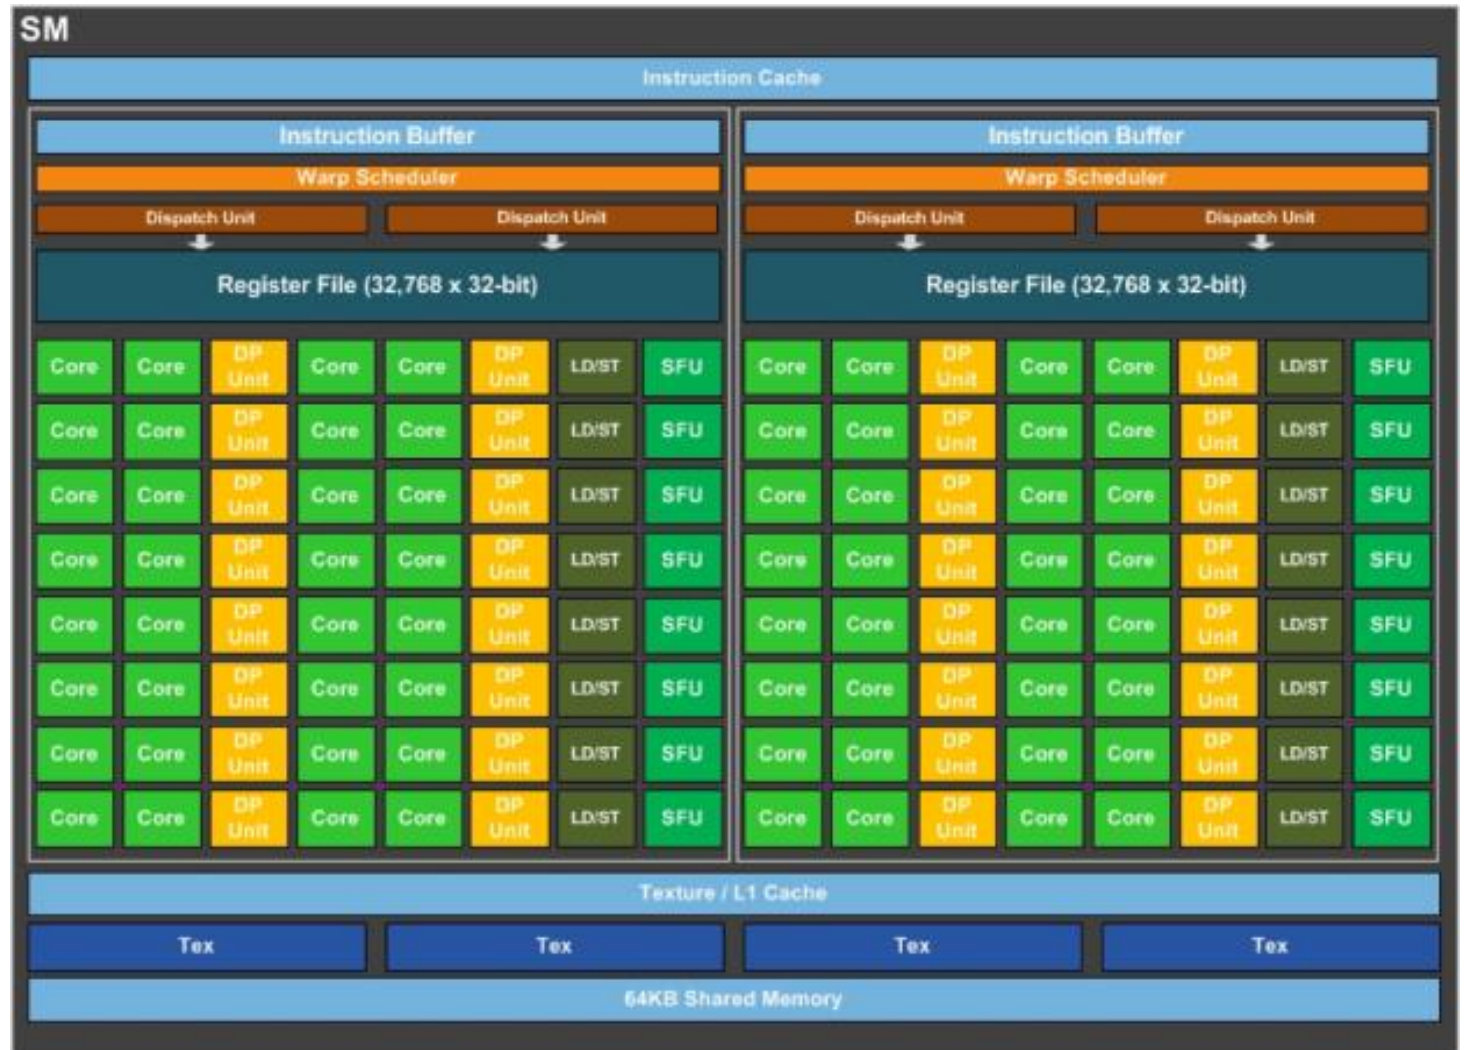 SM
Instruction Cache
Instruction Buffer Instruction Buffer
Warp Scheduler Warp Scheduler
Dispatch Unit Dispatch Unit Dispatch Unit Dispatch Unit
Register File (32,768 x 32-bit) Register File (32,768 x 32-bit)
Core Core DP Unit Core Core DP Unit LD/ST SFU Core Core DP Unit Core Core DP Unit LD/ST SFU
Core Core DP Unit Core Core DP Unit LD/ST SFU Core Core DP Unit Core Core DP Unit LD/ST SFU
Core Core DP Unit Core Core DP Unit LD/ST SFU Core Core DP Unit Core Core DP Unit LD/ST SFU
Core Core DP Unit Core Core DP Unit LD/ST SFU Core Core DP Unit Core Core DP Unit LD/ST SFU
Core Core DP Unit Core Core DP Unit LD/ST SFU Core Core DP Unit Core Core DP Unit LD/ST SFU
Core Core DP Unit Core Core DP Unit LD/ST SFU Core Core DP Unit Core Core DP Unit LD/ST SFU
Core Core DP Unit Core Core DP Unit LD/ST SFU Core Core DP Unit Core Core DP Unit LD/ST SFU
Core Core DP Unit Core Core DP Unit LD/ST SFU Core Core DP Unit Core Core DP Unit LD/ST SFU
Texture / L1 Cache
Tex Tex Tex Tex
64KB Shared Memory